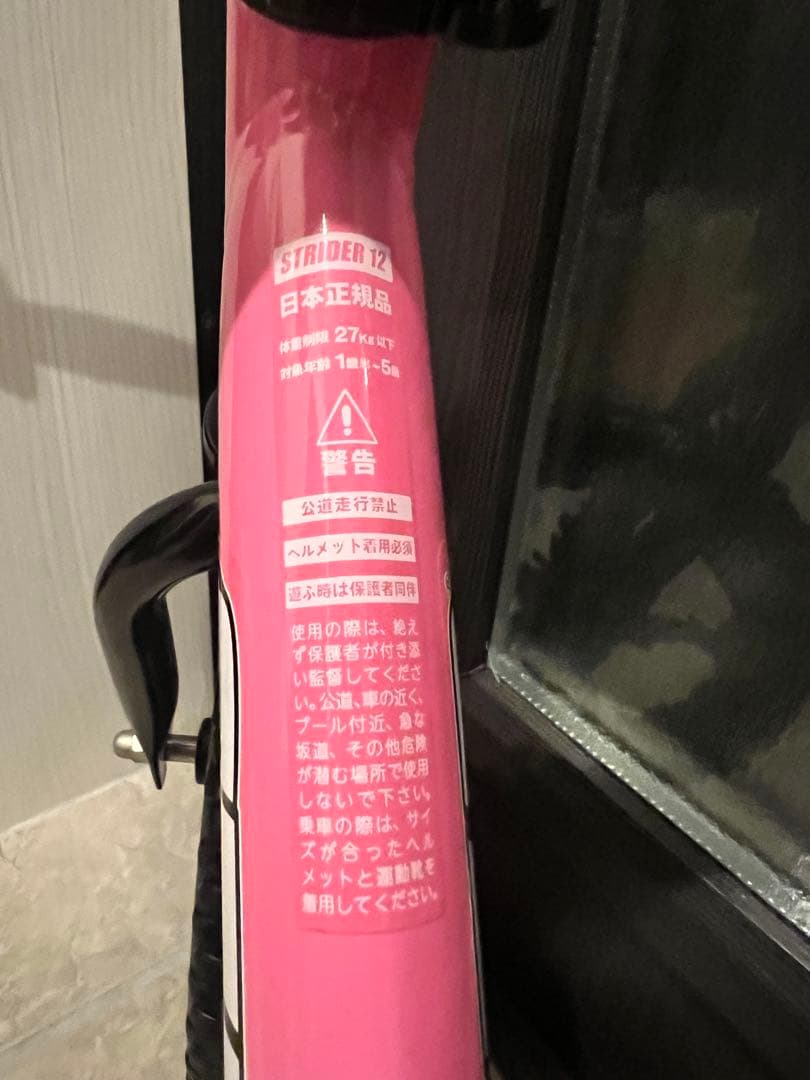 STRIDER 12
日本正規品
体重制限 27Kg以下
対象年齢 1歳半~5歳
警告
公道走行禁止
ヘルメット着用必須
遊ぶ時は保護者同伴
使用の際は、絶え
ず保護者が付き添
い監督してくださ
い。公道、車の近く、
プール付近、急な
坂道、その他危険
が潜む場所で使用
しないで下さい。
乗車の際は、サイ
ズが合ったヘル
メットと運動靴を
着用してください。